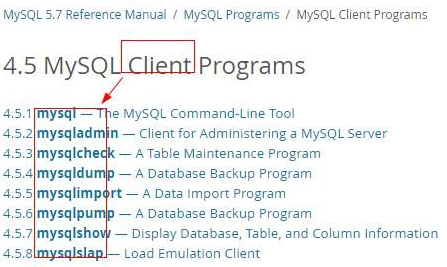 MySQL 5.7 Reference Manual / MySQL Programs / MySQL Client Programs
4.5 MySQL Client Programs
4.5.1 mysql — The MySQL Command-Line Tool
4.5.2 mysqladmin — Client for Administering a MySQL Server
4.5.3 mysqlcheck — A Table Maintenance Program
4.5.4 mysqldump — A Database Backup Program
4.5.5 mysqlimport — A Data Import Program
4.5.6 mysqlpump — A Database Backup Program
4.5.7 mysqlshow — Display Database, Table, and Column Information
4.5.8 mysqlslap — Load Emulation Client